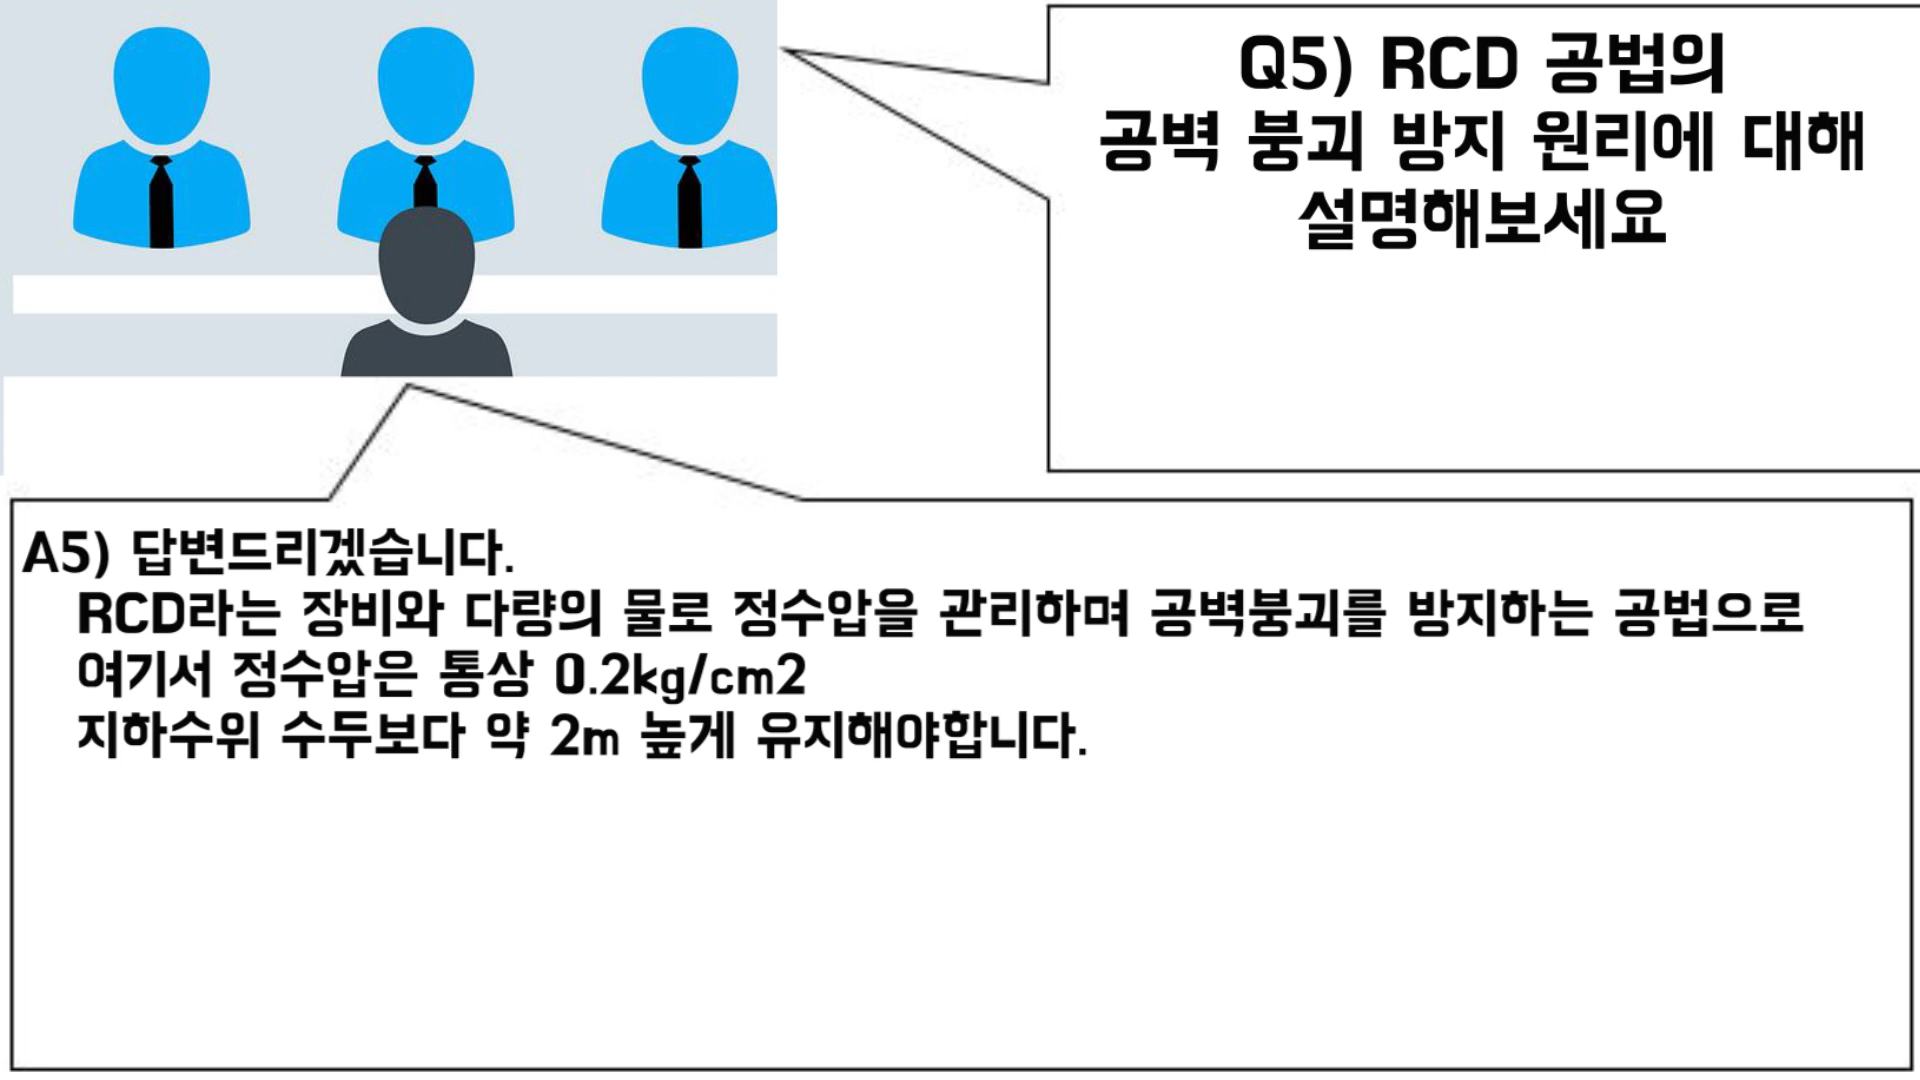 Q5) RCD 공법의
공벽 붕괴 방지 원리에 대해
설명해보세요
A5) 답변드리겠습니다.
RCD라는 장비와 다량의 물로 정수압을 관리하며 공벽붕괴를 방지하는 공법으로
여기서 정수압은 통상 0.2kg/cm2
지하수위 수두보다 약 2m 높게 유지해야합니다.